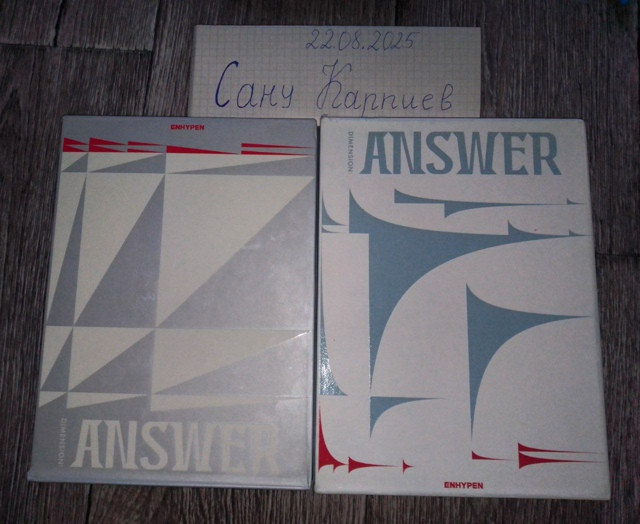 22.08.2025
Сану Карпиев
ENHYPEN
DIMENSION
ANSWER
DIMENSION
ANSWER
ENHYPEN